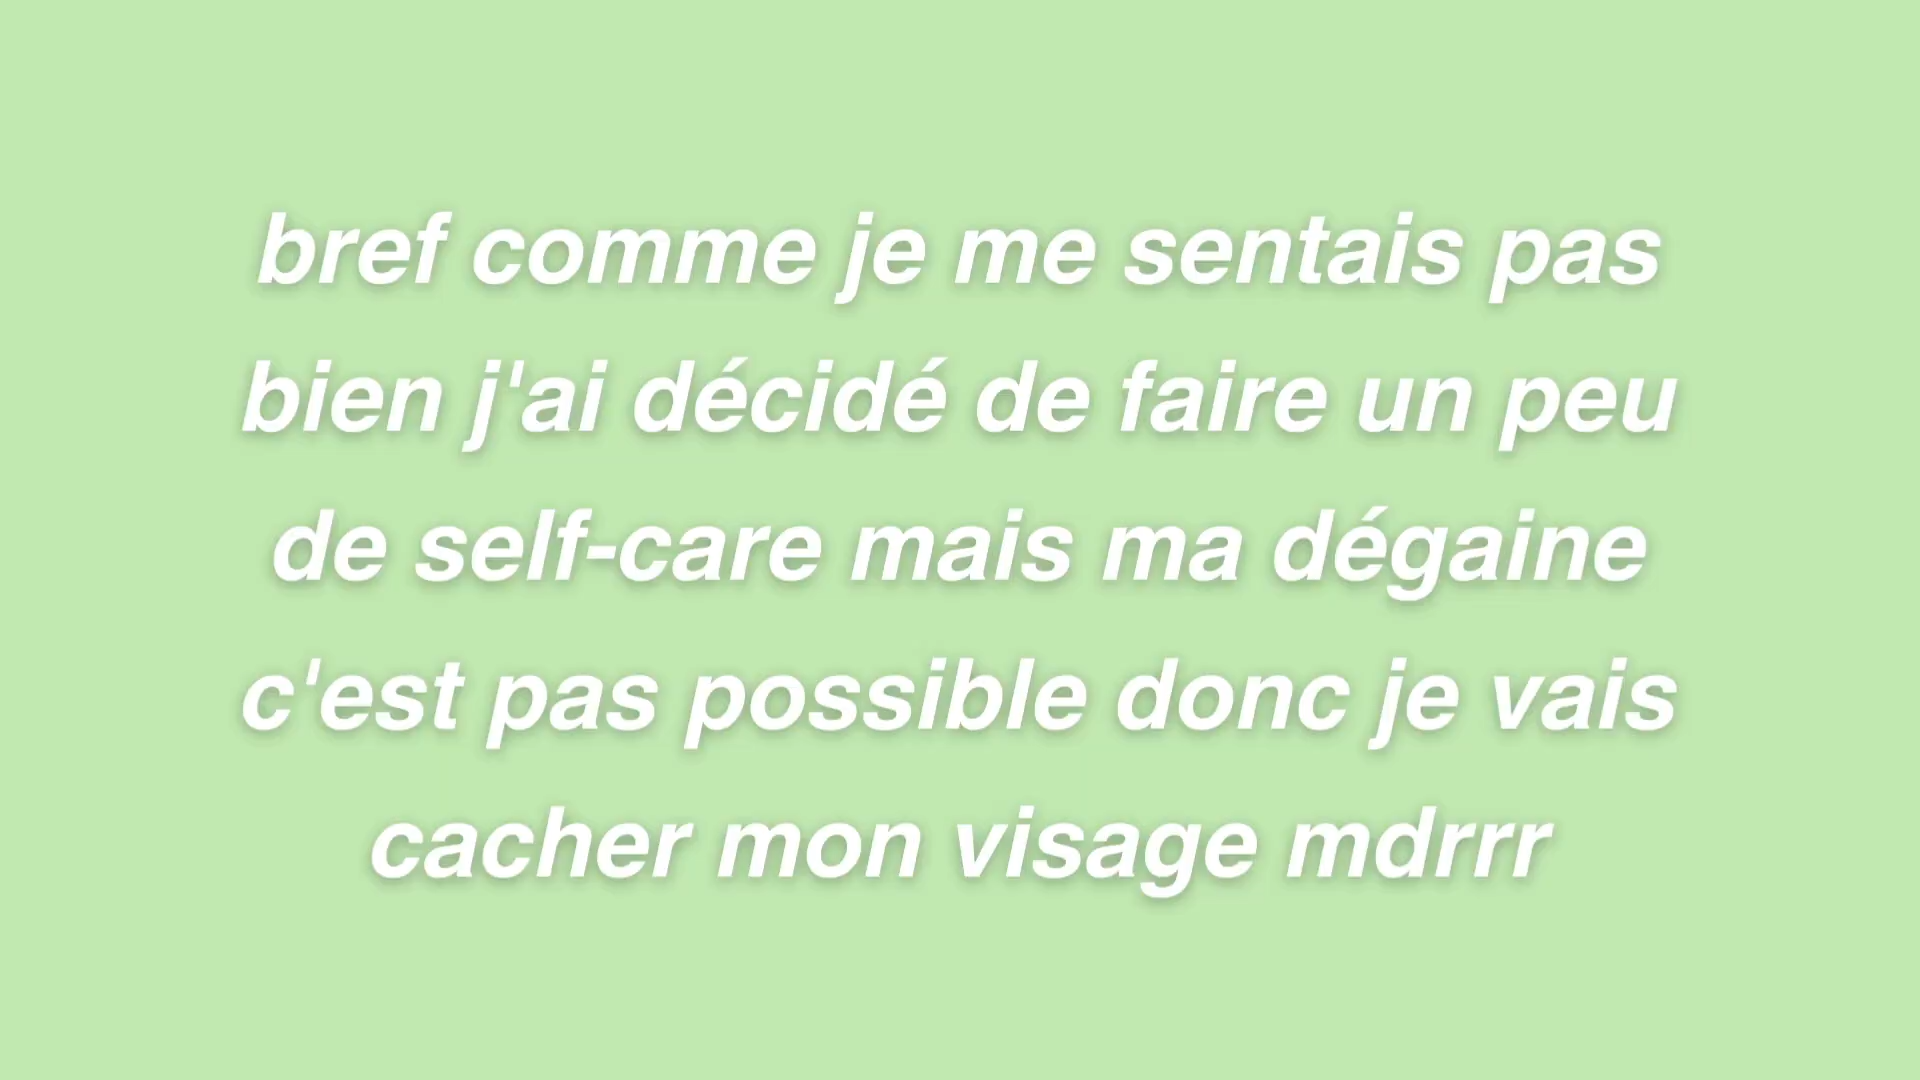 bref comme je me sentais pas
bien j'ai décidé de faire un peu
de self-care mais ma dégaine
c'est pas possible donc je vais
cacher mon visage mdrrr